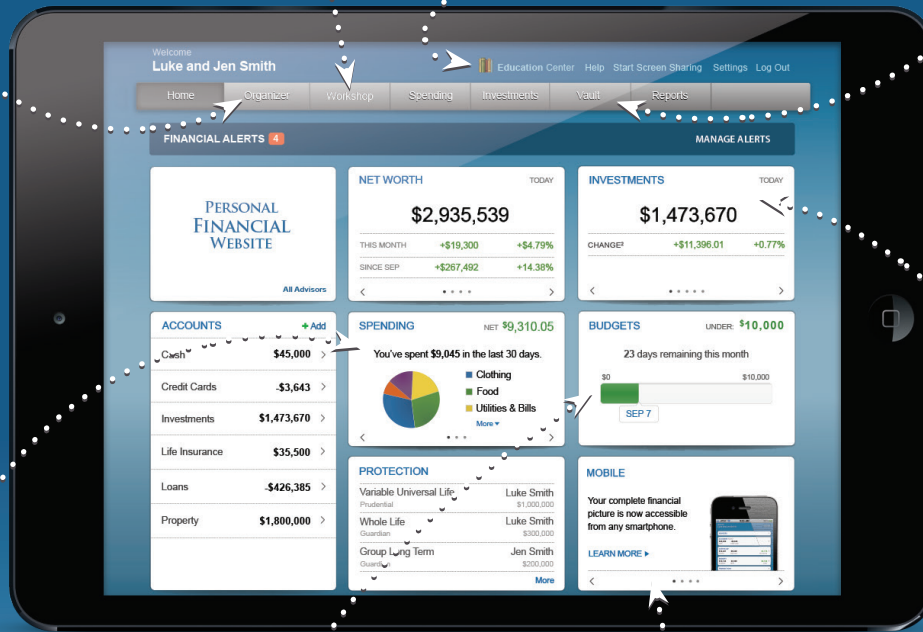 Welcome
Luke and Jen Smith
Education Center Help Start Screen Sharing Settings Log Out
Home Organizer Workshop Spending Investments Vault Reports
FINANCIAL ALERTS 4 MANAGE ALERTS
PERSONAL
FINANCIAL
WEBSITE
All Advisors
NET WORTH TODAY
$2,935,539
THIS MONTH +$19,300 +$4.79%
SINCE SEP +$267,492 +14.38%
INVESTMENTS TODAY
$1,473,670
CHANGE² +$11,396.01 +0.77%
ACCOUNTS + Add
Cash $45,000
Credit Cards -$3,643
Investments $1,473,670
Life Insurance $35,500
Loans -$426,385
Property $1,800,000
SPENDING NET $9,310.05
You've spent $9,045 in the last 30 days.
Clothing
Food
Utilities & Bills
More
BUDGETS UNDER: $10,000
23 days remaining this month
$0 $10,000
SEP 7
PROTECTION
Variable Universal Life Luke Smith
Prudential $1,000,000
Whole Life Luke Smith
Guardian $300,000
Group Long Term Jen Smith
Guardian $200,000
More
MOBILE
Your complete financial
picture is now accessible
from any smartphone.
LEARN MORE